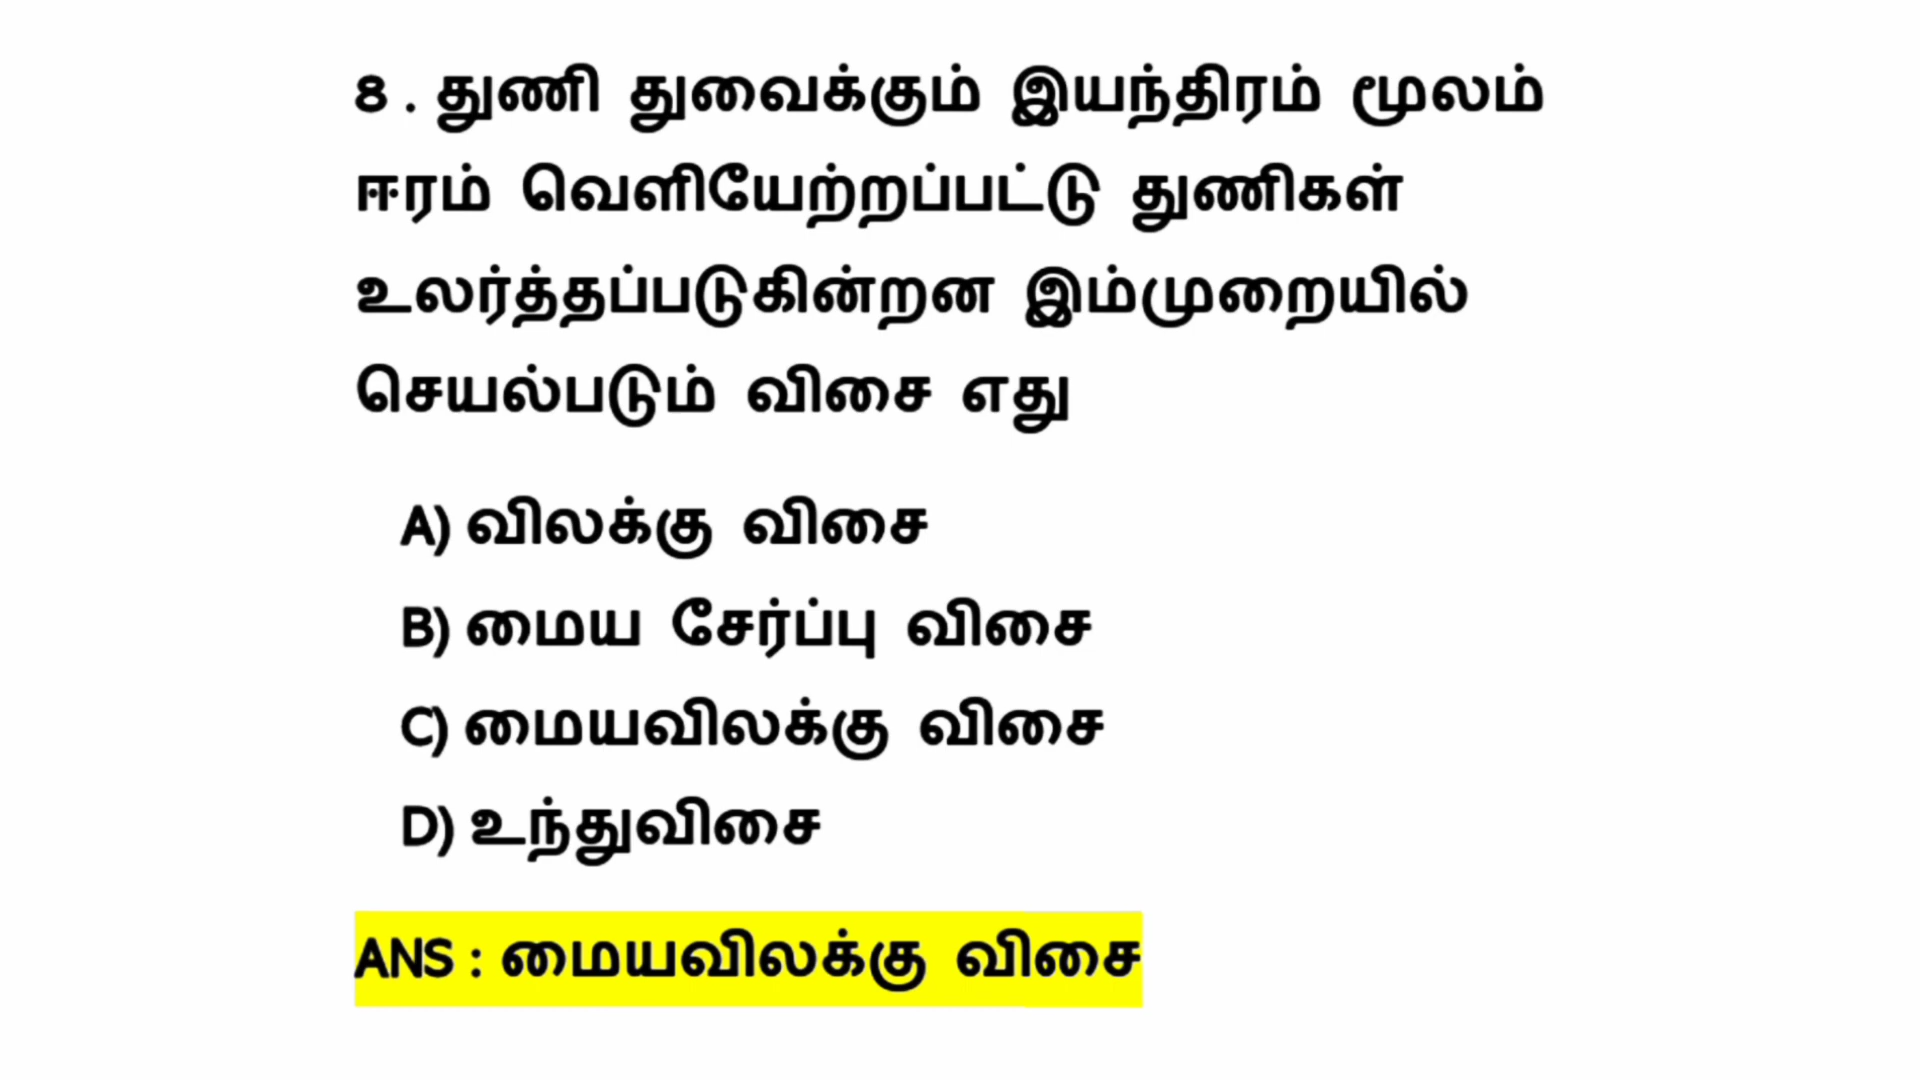 8 . துணி துவைக்கும் இயந்திரம் மூலம்
ஈரம் வெளியேற்றப்பட்டு துணிகள்
உலர்த்தப்படுகின்றன இம்முறையில்
செயல்படும் விசை எது
A) விலக்கு விசை
B) மைய சேர்ப்பு விசை
C) மையவிலக்கு விசை
D) உந்துவிசை
ANS : மையவிலக்கு விசை